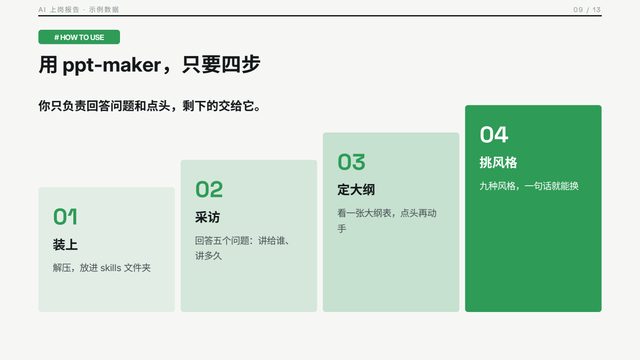 AI 上岗报告 · 示例数据
09 / 13
# HOW TO USE
用 ppt-maker，只要四步
你只负责回答问题和点头，剩下的交给它。
01
装上
解压，放进 skills 文件夹
02
采访
回答五个问题：讲给谁、
讲多久
03
定大纲
看一张大纲表，点头再动
手
04
挑风格
九种风格，一句话就能换